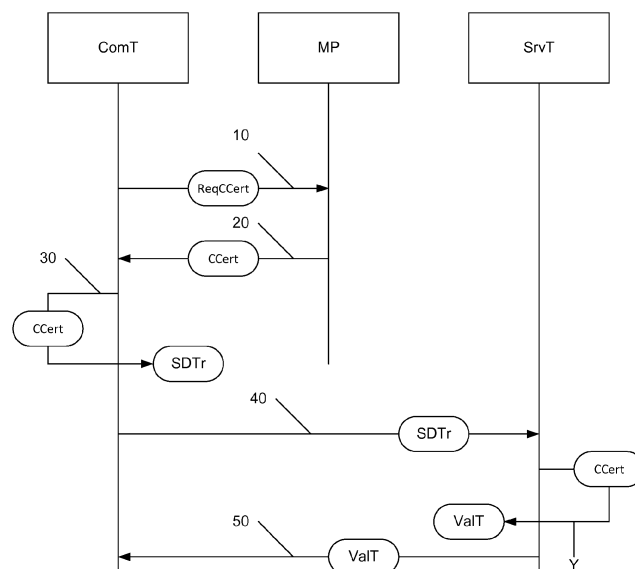 ComT MP SrvT
10
ReqCCert
20
CCert
30
CCert
SDTr
40
SDTr
CCert
ValT
50
ValT
Y